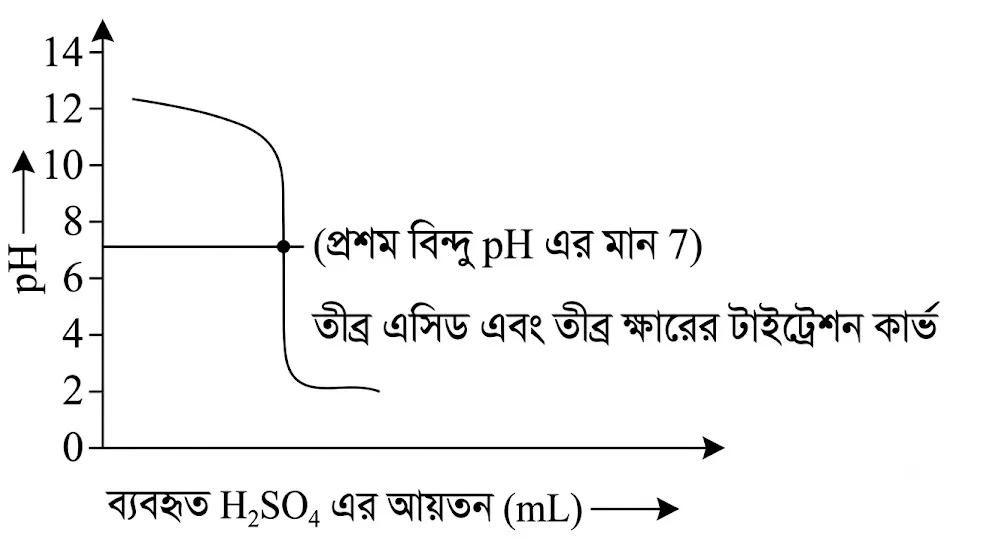 14
12
10
8
6
4
2
0
pH
(প্রশম বিন্দু pH এর মান 7)
তীব্র এসিড এবং তীব্র ক্ষারের টাইট্রেশন কার্ভ
ব্যবহৃত H₂SO₄ এর আয়তন (mL)